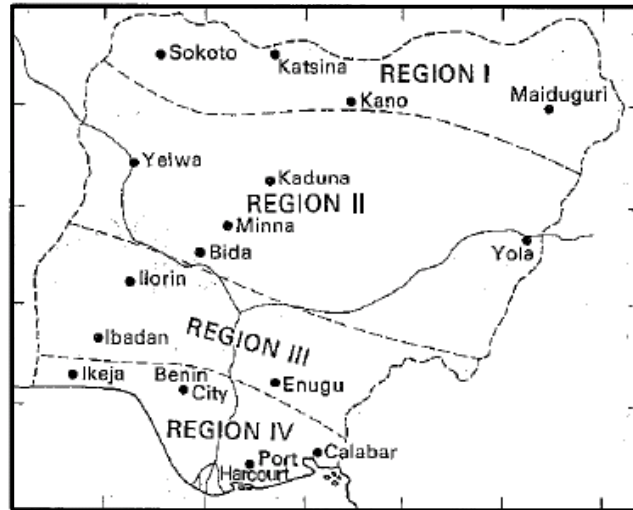 Sokoto
Katsina
REGION I
Kano
Maiduguri
Yelwa
Kaduna
REGION II
Minna
Bida
Yola
Ilorin
Ibadan
REGION III
Ikeja
Benin
City
Enugu
REGION IV
Port
Harcourt
Calabar